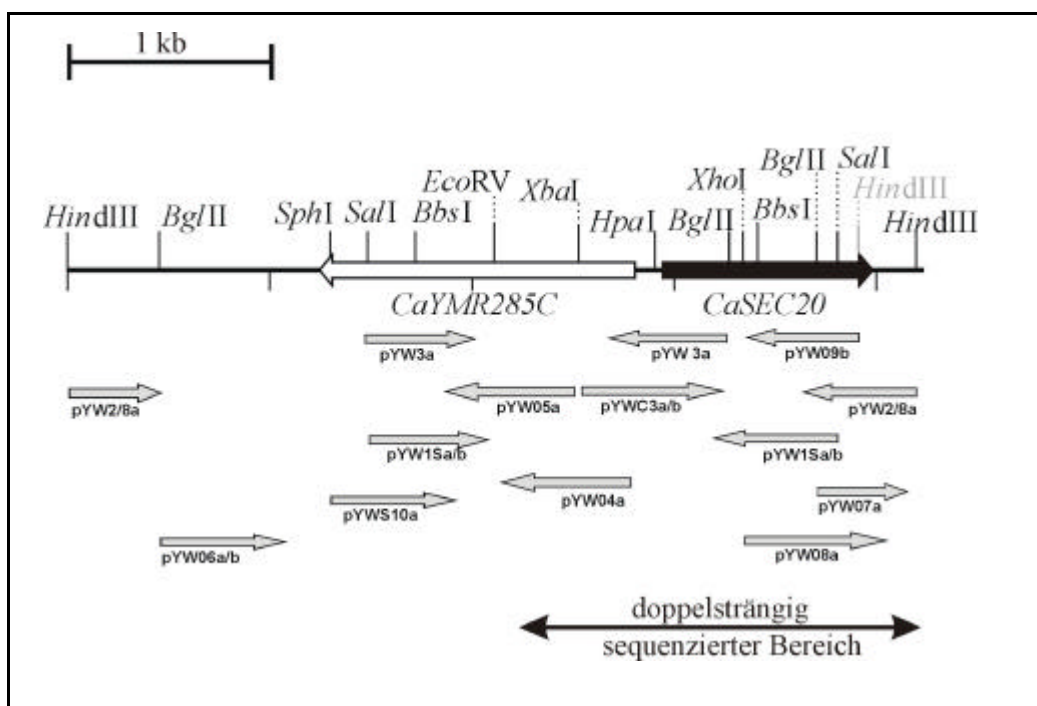 1 kb
HindIII
BglII
SphI
SalI
BbsI
EcoRV
XbaI
HpaI
BglII
XhoI
BbsI
BglII
SalI
HindIII
HindIII
CaYMR285C
CaSEC20
pYW3a
pYW 3a
pYW09b
pYW2/8a
pYW05a
pYWC3a/b
pYW2/8a
pYW1Sa/b
pYW1Sa/b
pYWS10a
pYW04a
pYW07a
pYW06a/b
pYW08a
doppelsträngig
sequenzierter Bereich